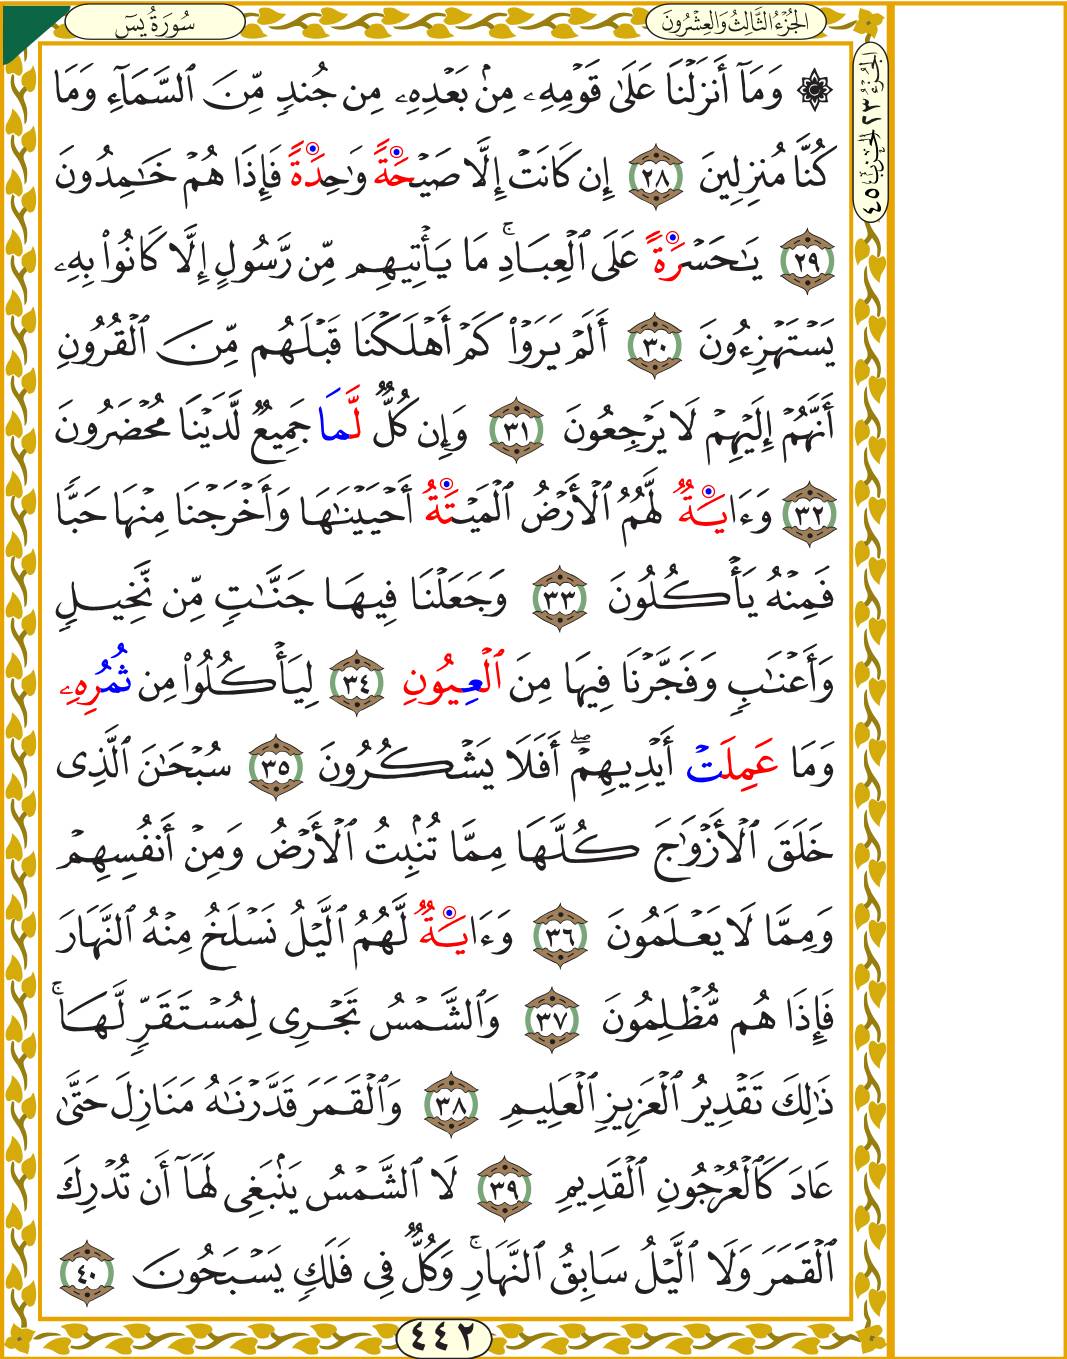 سُورَةُ يسٓ
الجُزْءُ الثَّالِثُ وَالعِشْرُونَ
الجُزْءُ ٢٣ الحِزْبُ ٤٥
۞ وَمَآ أَنزَلْنَا عَلَىٰ قَوْمِهِۦ مِنۢ بَعْدِهِۦ مِن جُندٍ مِّنَ ٱلسَّمَآءِ وَمَا
كُنَّا مُنزِلِينَ ٢٨ إِن كَانَتْ إِلَّا صَيْحَةً وَٰحِدَةً فَإِذَا هُمْ خَٰمِدُونَ
٢٩ يَٰحَسْرَةً عَلَى ٱلْعِبَادِۚ مَا يَأْتِيهِم مِّن رَّسُولٍ إِلَّا كَانُوا۟ بِهِۦ
يَسْتَهْزِءُونَ ٣٠ أَلَمْ يَرَوْا۟ كَمْ أَهْلَكْنَا قَبْلَهُم مِّنَ ٱلْقُرُونِ
أَنَّهُمْ إِلَيْهِمْ لَا يَرْجِعُونَ ٣١ وَإِن كُلٌّ لَّمَا جَمِيعٌ لَّدَيْنَا مُحْضَرُونَ
٣٢ وَءَايَةٌ لَّهُمُ ٱلْأَرْضُ ٱلْمَيْتَةُ أَحْيَيْنَٰهَا وَأَخْرَجْنَا مِنْهَا حَبًّا
فَمِنْهُ يَأْكُلُونَ ٣٣ وَجَعَلْنَا فِيهَا جَنَّٰتٍ مِّن نَّخِيلٍ
وَأَعْنَٰبٍ وَفَجَّرْنَا فِيهَا مِنَ ٱلْعِيُونِ ٣٤ لِيَأْكُلُوا۟ مِن ثُمُرِهِۦ
وَمَا عَمِلَتْ أَيْدِيهِمْۖ أَفَلَا يَشْكُرُونَ ٣٥ سُبْحَٰنَ ٱلَّذِى
خَلَقَ ٱلْأَزْوَٰجَ كُلَّهَا مِمَّا تُنۢبِتُ ٱلْأَرْضُ وَمِنْ أَنفُسِهِمْ
وَمِمَّا لَا يَعْلَمُونَ ٣٦ وَءَايَةٌ لَّهُمُ ٱلَّيْلُ نَسْلَخُ مِنْهُ ٱلنَّهَارَ
فَإِذَا هُم مُّظْلِمُونَ ٣٧ وَٱلشَّمْسُ تَجْرِى لِمُسْتَقَرٍّ لَّهَاۚ
ذَٰلِكَ تَقْدِيرُ ٱلْعَزِيزِ ٱلْعَلِيمِ ٣٨ وَٱلْقَمَرَ قَدَّرْنَٰهُ مَنَازِلَ حَتَّىٰ
عَادَ كَٱلْعُرْجُونِ ٱلْقَدِيمِ ٣٩ لَا ٱلشَّمْسُ يَنۢبَغِى لَهَآ أَن تُدْرِكَ
ٱلْقَمَرَ وَلَا ٱلَّيْلُ سَابِقُ ٱلنَّهَارِۚ وَكُلٌّ فِى فَلَكٍ يَسْبَحُونَ ٤٠
٤٤٢